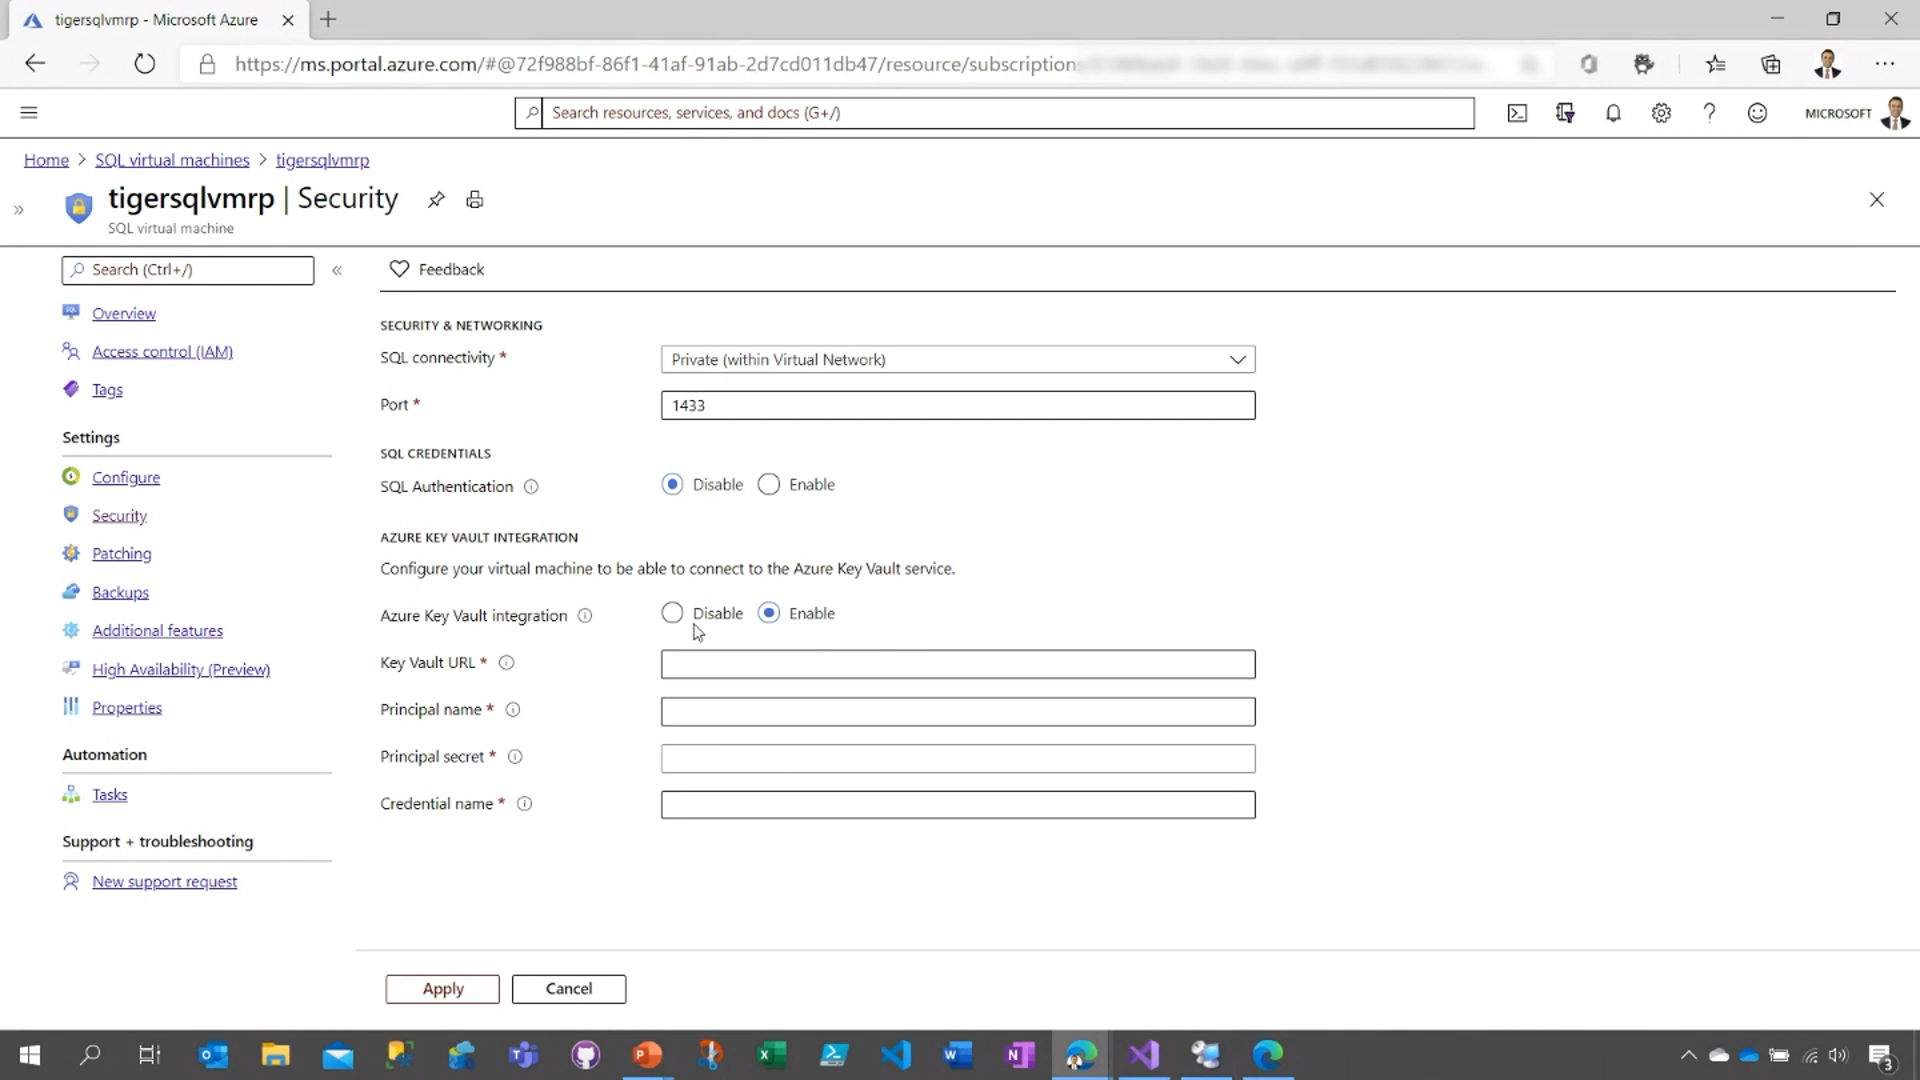 tigersqlvmrp - Microsoft Azure
https://ms.portal.azure.com/#@72f988bf-86f1-41af-91ab-2d7cd011db47/resource/subscription
Search resources, services, and docs (G+/)
MICROSOFT
Home > SQL virtual machines > tigersqlvmrp
tigersqlvmrp | Security
SQL virtual machine
Search (Ctrl+/)
Overview
Access control (IAM)
Tags
Settings
Configure
Security
Patching
Backups
Additional features
High Availability (Preview)
Properties
Automation
Tasks
Support + troubleshooting
New support request
Feedback
SECURITY & NETWORKING
SQL connectivity * Private (within Virtual Network)
Port * 1433
SQL CREDENTIALS
SQL Authentication Disable Enable
AZURE KEY VAULT INTEGRATION
Configure your virtual machine to be able to connect to the Azure Key Vault service.
Azure Key Vault integration Disable Enable
Key Vault URL *
Principal name *
Principal secret *
Credential name *
Apply Cancel
3